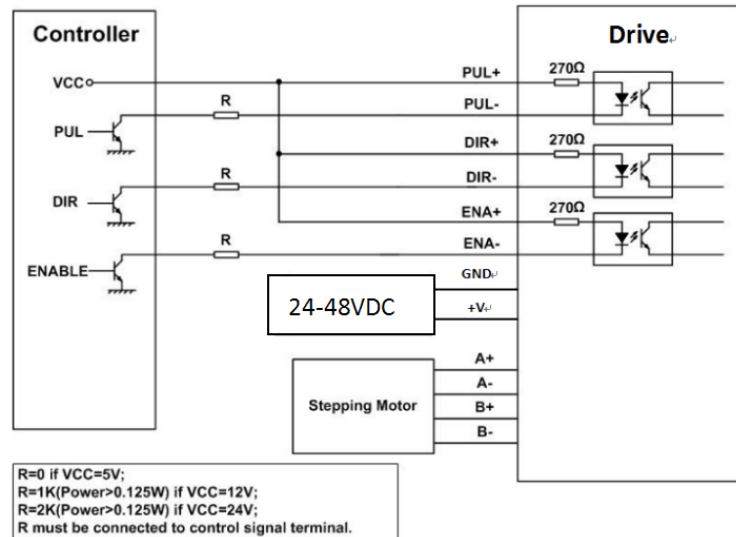 Controller
Drive
VCC
PUL+
270Ω
R
PUL-
PUL
DIR+
270Ω
DIR
R
DIR-
ENA+
270Ω
R
ENA-
ENABLE
GND
24-48VDC
+V
A+
Stepping Motor
A-
B+
B-
R=0 if VCC=5V;
R=1K(Power>0.125W) if VCC=12V;
R=2K(Power>0.125W) if VCC=24V;
R must be connected to control signal terminal.